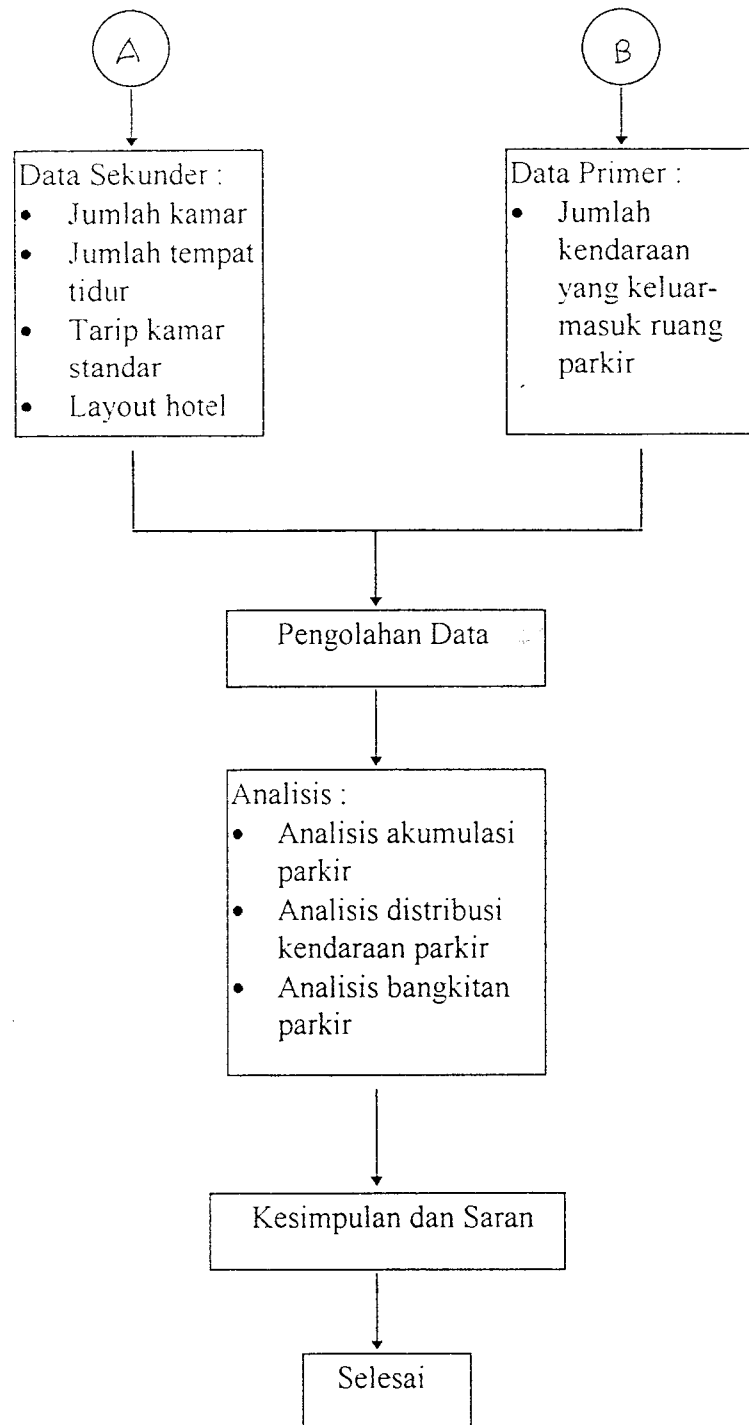 A
B
Data Sekunder :
• Jumlah kamar
• Jumlah tempat
tidur
• Tarip kamar
standar
• Layout hotel
Data Primer :
• Jumlah
kendaraan
yang keluar-
masuk ruang
parkir
Pengolahan Data
Analisis :
• Analisis akumulasi
parkir
• Analisis distribusi
kendaraan parkir
• Analisis bangkitan
parkir
Kesimpulan dan Saran
Selesai